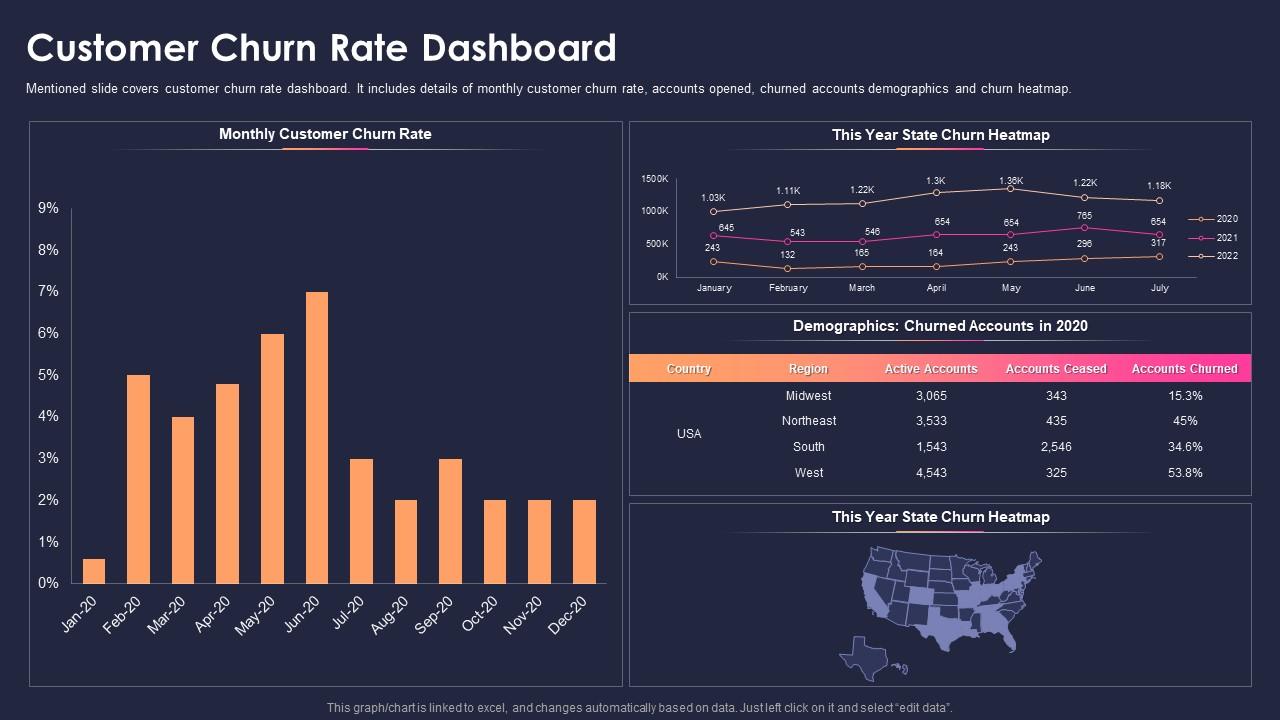 Customer Churn Rate Dashboard
Mentioned slide covers customer churn rate dashboard. It includes details of monthly customer churn rate, accounts opened, churned accounts demographics and churn heatmap.
Monthly Customer Churn Rate
9%
8%
7%
6%
5%
4%
3%
2%
1%
0%
Jan-20 Feb-20 Mar-20 Apr-20 May-20 Jun-20 Jul-20 Aug-20 Sep-20 Oct-20 Nov-20 Dec-20
This Year State Churn Heatmap
1500K
1000K
500K
0K
1.03K 1.11K 1.22K 1.3K 1.36K 1.22K 1.18K
645 543 546 654 654 765 654
243 132 165 164 243 296 317
January February March April May June July
2020
2021
2022
Demographics: Churned Accounts in 2020
Country Region Active Accounts Accounts Ceased Accounts Churned
USA
Midwest 3,065 343 15.3%
Northeast 3,533 435 45%
South 1,543 2,546 34.6%
West 4,543 325 53.8%
This Year State Churn Heatmap
This graph/chart is linked to excel, and changes automatically based on data. Just left click on it and select “edit data”.